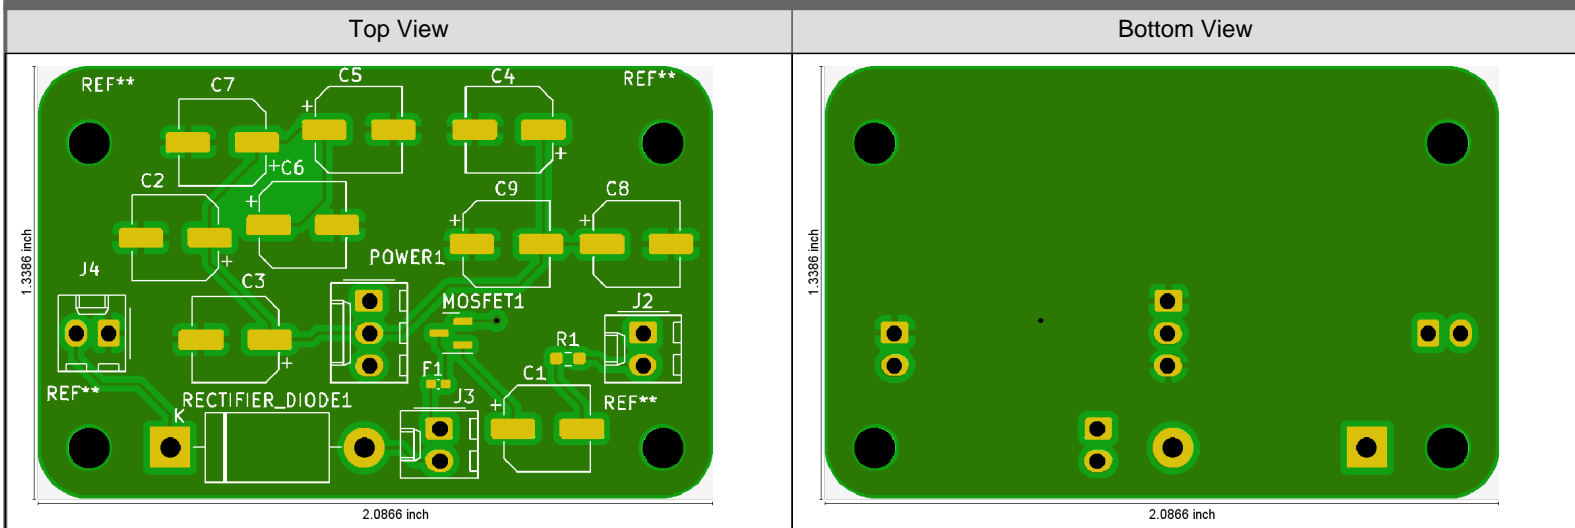 Top View
Bottom View
REF**
C7
C5
C4
REF**
+
+C6
+
C2
+
C9
C8
+
+
+
POWER1
J4
C3
MOSFET1
J2
R1
+
F1
C1
REF**
RECTIFIER_DIODE1
J3
+
REF**
K
1.3386 inch
2.0866 inch
1.3386 inch
2.0866 inch